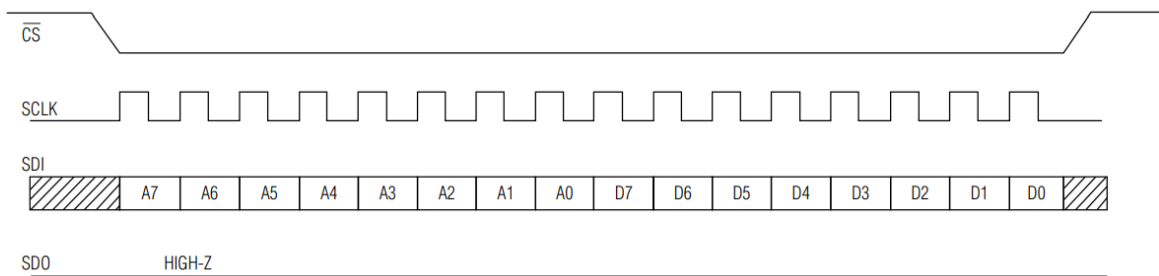 C̅S̅
SCLK
SDI
A7 A6 A5 A4 A3 A2 A1 A0 D7 D6 D5 D4 D3 D2 D1 D0
SDO HIGH-Z